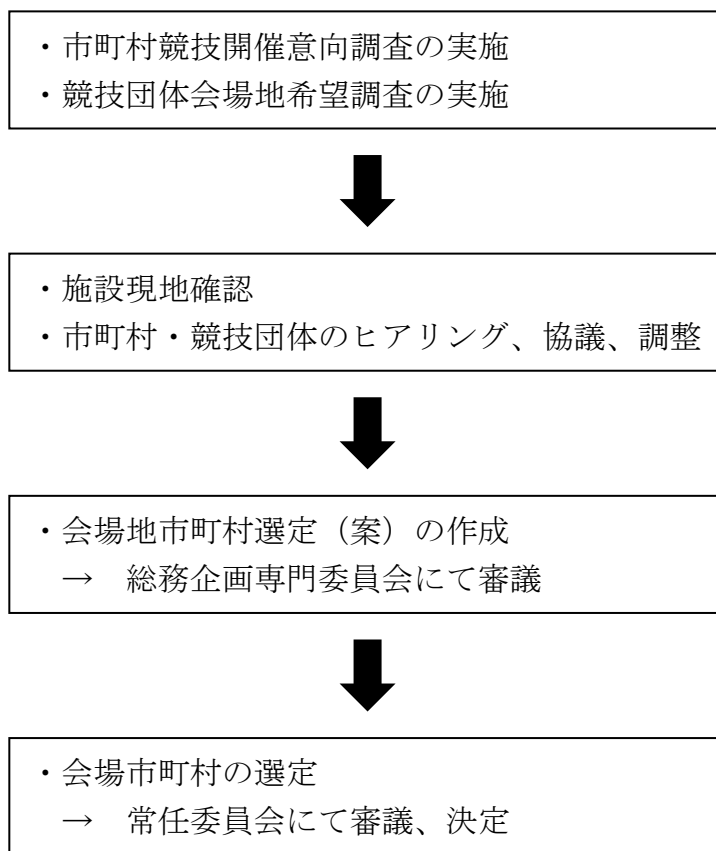 ・市町村競技開催意向調査の実施
・競技団体会場地希望調査の実施
・施設現地確認
・市町村・競技団体のヒアリング、協議、調整
・会場地市町村選定（案）の作成
→　総務企画専門委員会にて審議
・会場市町村の選定
→　常任委員会にて審議、決定